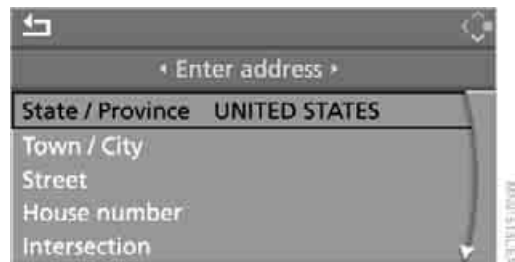 Enter address
State / Province UNITED STATES
Town / City
Street
House number
Intersection